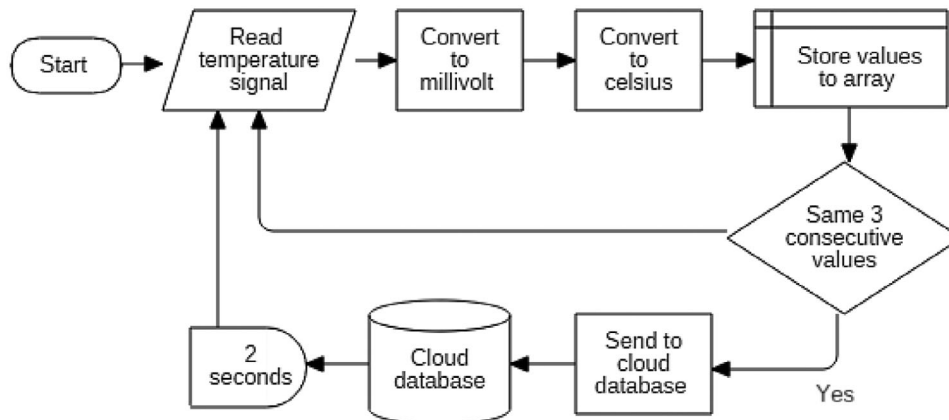 Start
Read
temperature
signal
Convert
to
millivolt
Convert
to
celsius
Store values
to array
Same 3
consecutive
values
Yes
Send to
cloud
database
Cloud
database
2
seconds